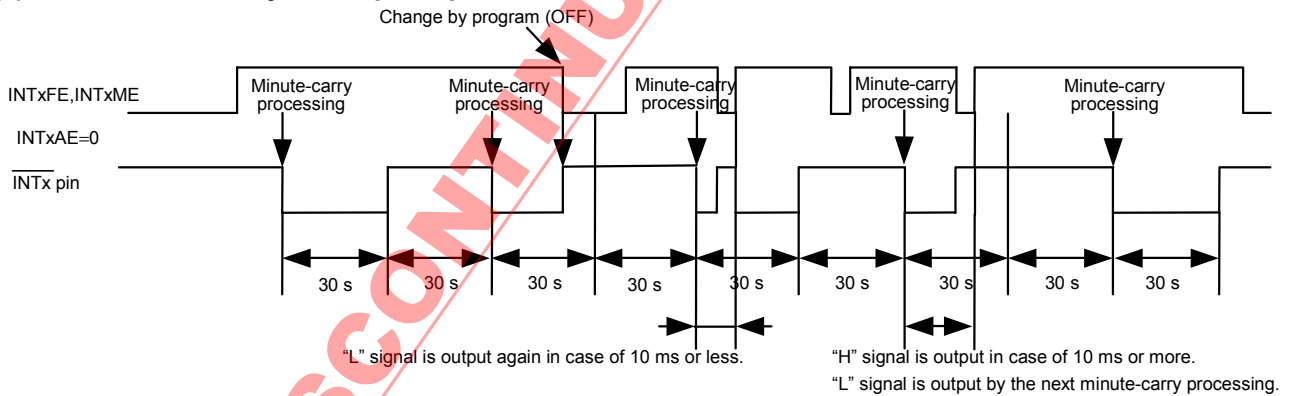 Change by program (OFF)
INTxFE,INTxME
Minute-carry processing
Minute-carry processing
Minute-carry processing
Minute-carry processing
Minute-carry processing
INTxAE=0
INTx pin
30 s 30 s 30 s 30 s 30 s 30 s 30 s 30 s 30 s
“L” signal is output again in case of 10 ms or less.
“H” signal is output in case of 10 ms or more.
“L” signal is output by the next minute-carry processing.
SCONTINU